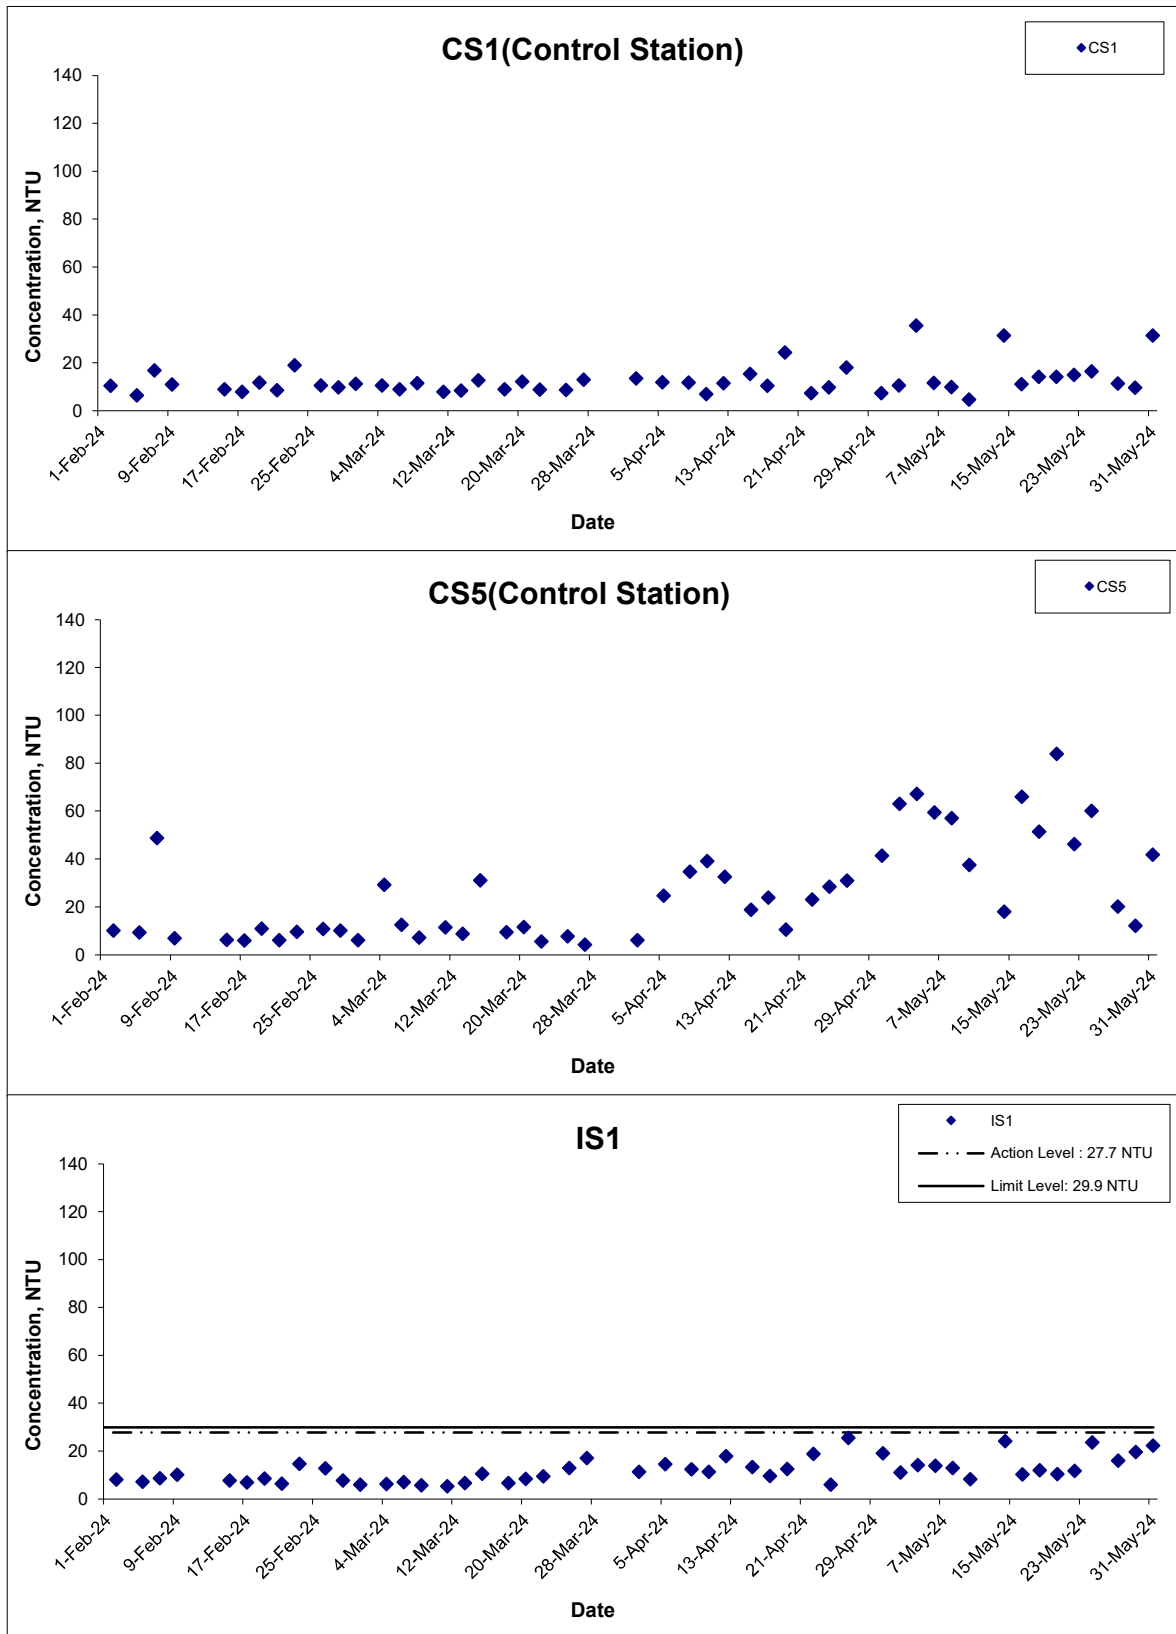 CS1(Control Station)
CS1
Concentration, NTU
140
120
100
80
60
40
20
0
1-Feb-24
9-Feb-24
17-Feb-24
25-Feb-24
4-Mar-24
12-Mar-24
20-Mar-24
28-Mar-24
5-Apr-24
13-Apr-24
21-Apr-24
29-Apr-24
7-May-24
15-May-24
23-May-24
31-May-24
Date
CS5(Control Station)
CS5
Concentration, NTU
140
120
100
80
60
40
20
0
1-Feb-24
9-Feb-24
17-Feb-24
25-Feb-24
4-Mar-24
12-Mar-24
20-Mar-24
28-Mar-24
5-Apr-24
13-Apr-24
21-Apr-24
29-Apr-24
7-May-24
15-May-24
23-May-24
31-May-24
Date
IS1
IS1
Action Level : 27.7 NTU
Limit Level: 29.9 NTU
Concentration, NTU
140
120
100
80
60
40
20
0
1-Feb-24
9-Feb-24
17-Feb-24
25-Feb-24
4-Mar-24
12-Mar-24
20-Mar-24
28-Mar-24
5-Apr-24
13-Apr-24
21-Apr-24
29-Apr-24
7-May-24
15-May-24
23-May-24
31-May-24
Date